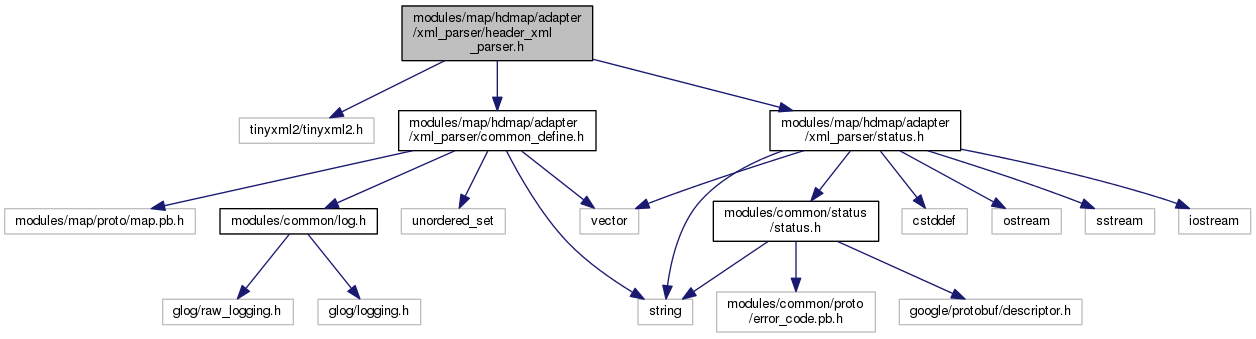 modules/map/hdmap/adapter
/xml_parser/header_xml
_parser.h
tinyxml2/tinyxml2.h
modules/map/hdmap/adapter
/xml_parser/common_define.h
modules/map/hdmap/adapter
/xml_parser/status.h
modules/map/proto/map.pb.h
modules/common/log.h
unordered_set
vector
modules/common/status
/status.h
cstddef
ostream
sstream
iostream
glog/raw_logging.h
glog/logging.h
string
modules/common/proto
/error_code.pb.h
google/protobuf/descriptor.h